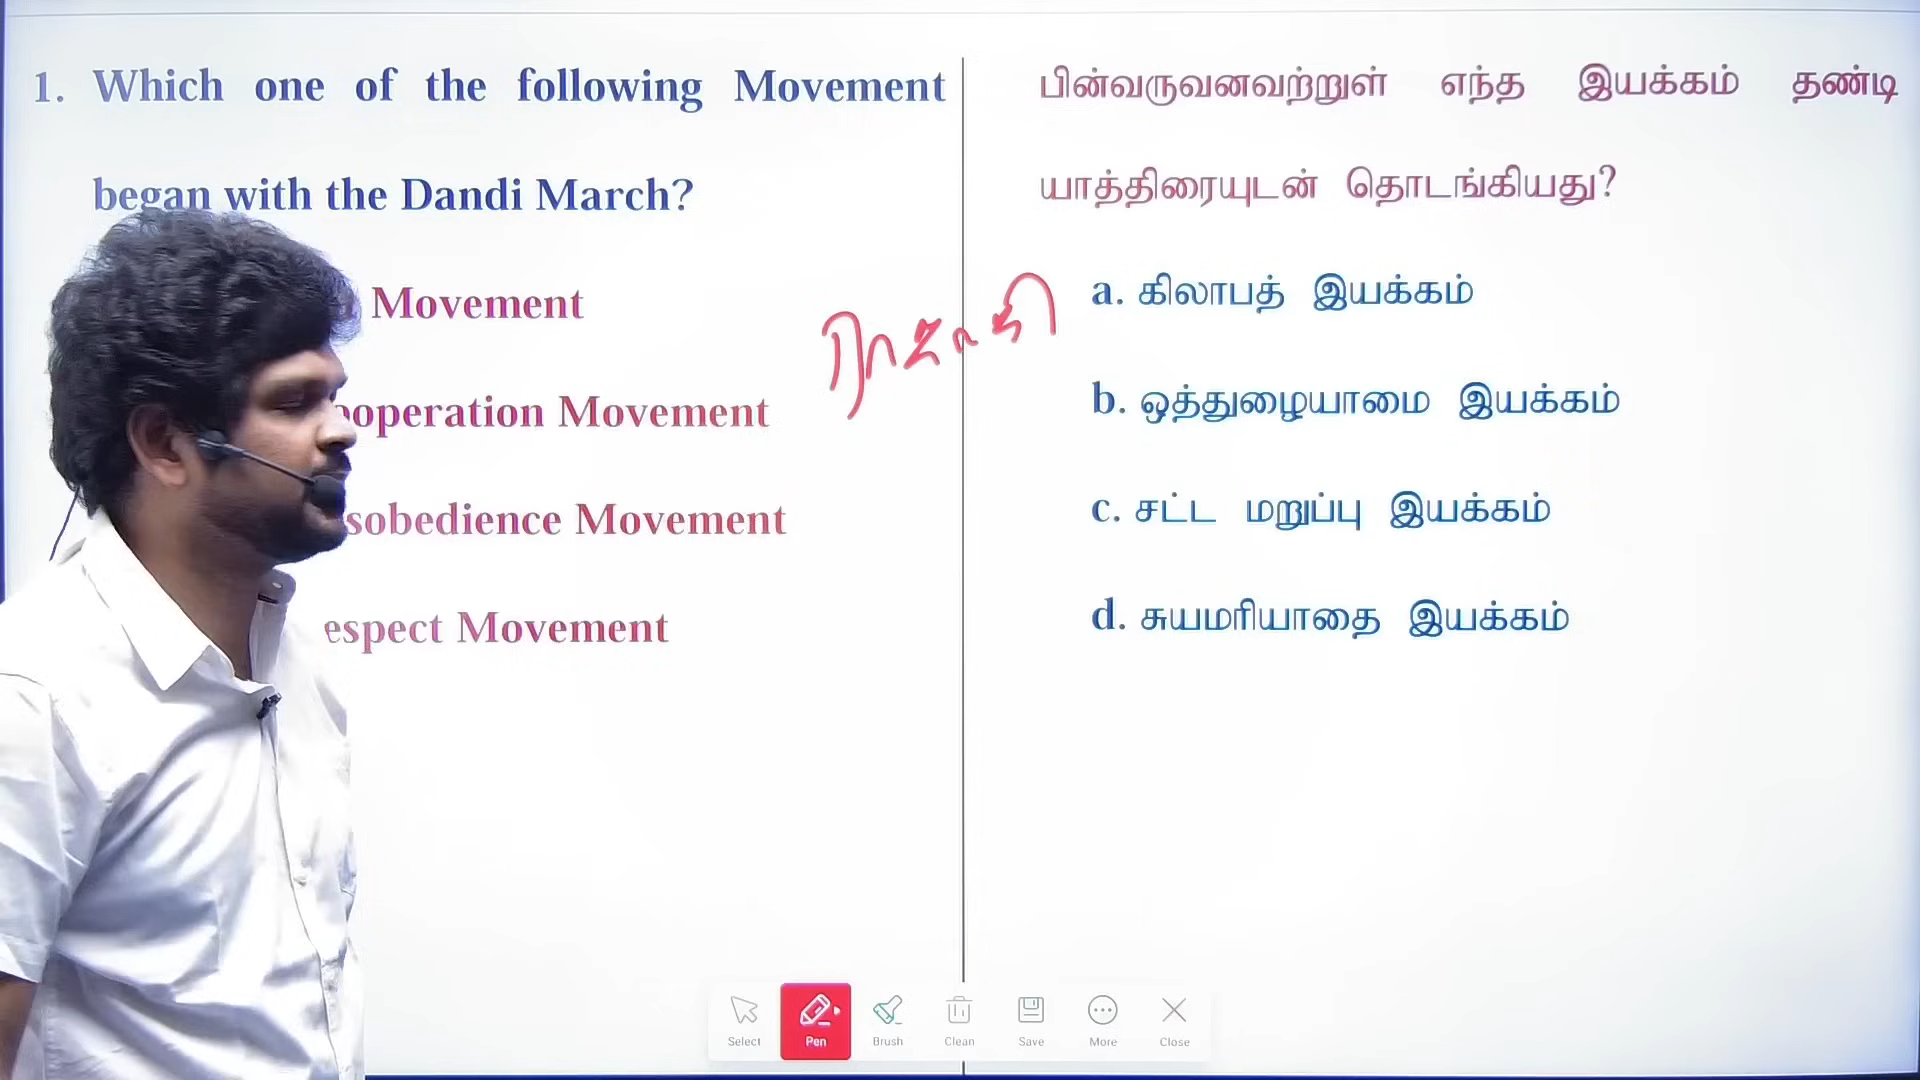 1. Which one of the following Movement
began with the Dandi March?
Movement
ooperation Movement
sobedience Movement
espect Movement
பின்வருவனவற்றுள் எந்த இயக்கம் தண்டி
யாத்திரையுடன் தொடங்கியது?
a. கிலாபத் இயக்கம்
b. ஒத்துழையாமை இயக்கம்
c. சட்ட மறுப்பு இயக்கம்
d. சுயமரியாதை இயக்கம்
Select Pen Brush Clean Save More Close